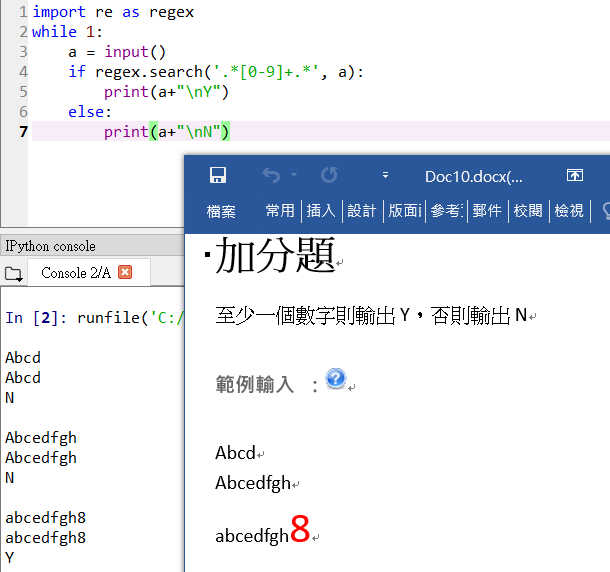 1 import re as regex
2 while 1:
3     a = input()
4     if regex.search('.*[0-9]+.*', a):
5         print(a+"\nY")
6     else:
7         print(a+"\nN")
Doc10.docx(...
檔案 常用 插入 設計 版面 參考 郵件 校閱 檢視
加分題
至少一個數字則輸出 Y，否則輸出 N
範例輸入 ：
Abcd
Abcedfgh
abcedfgh8
IPython console
Console 2/A
In [2]: runfile('C:/
Abcd
Abcd
N
Abcedfgh
Abcedfgh
N
abcedfgh8
abcedfgh8
Y